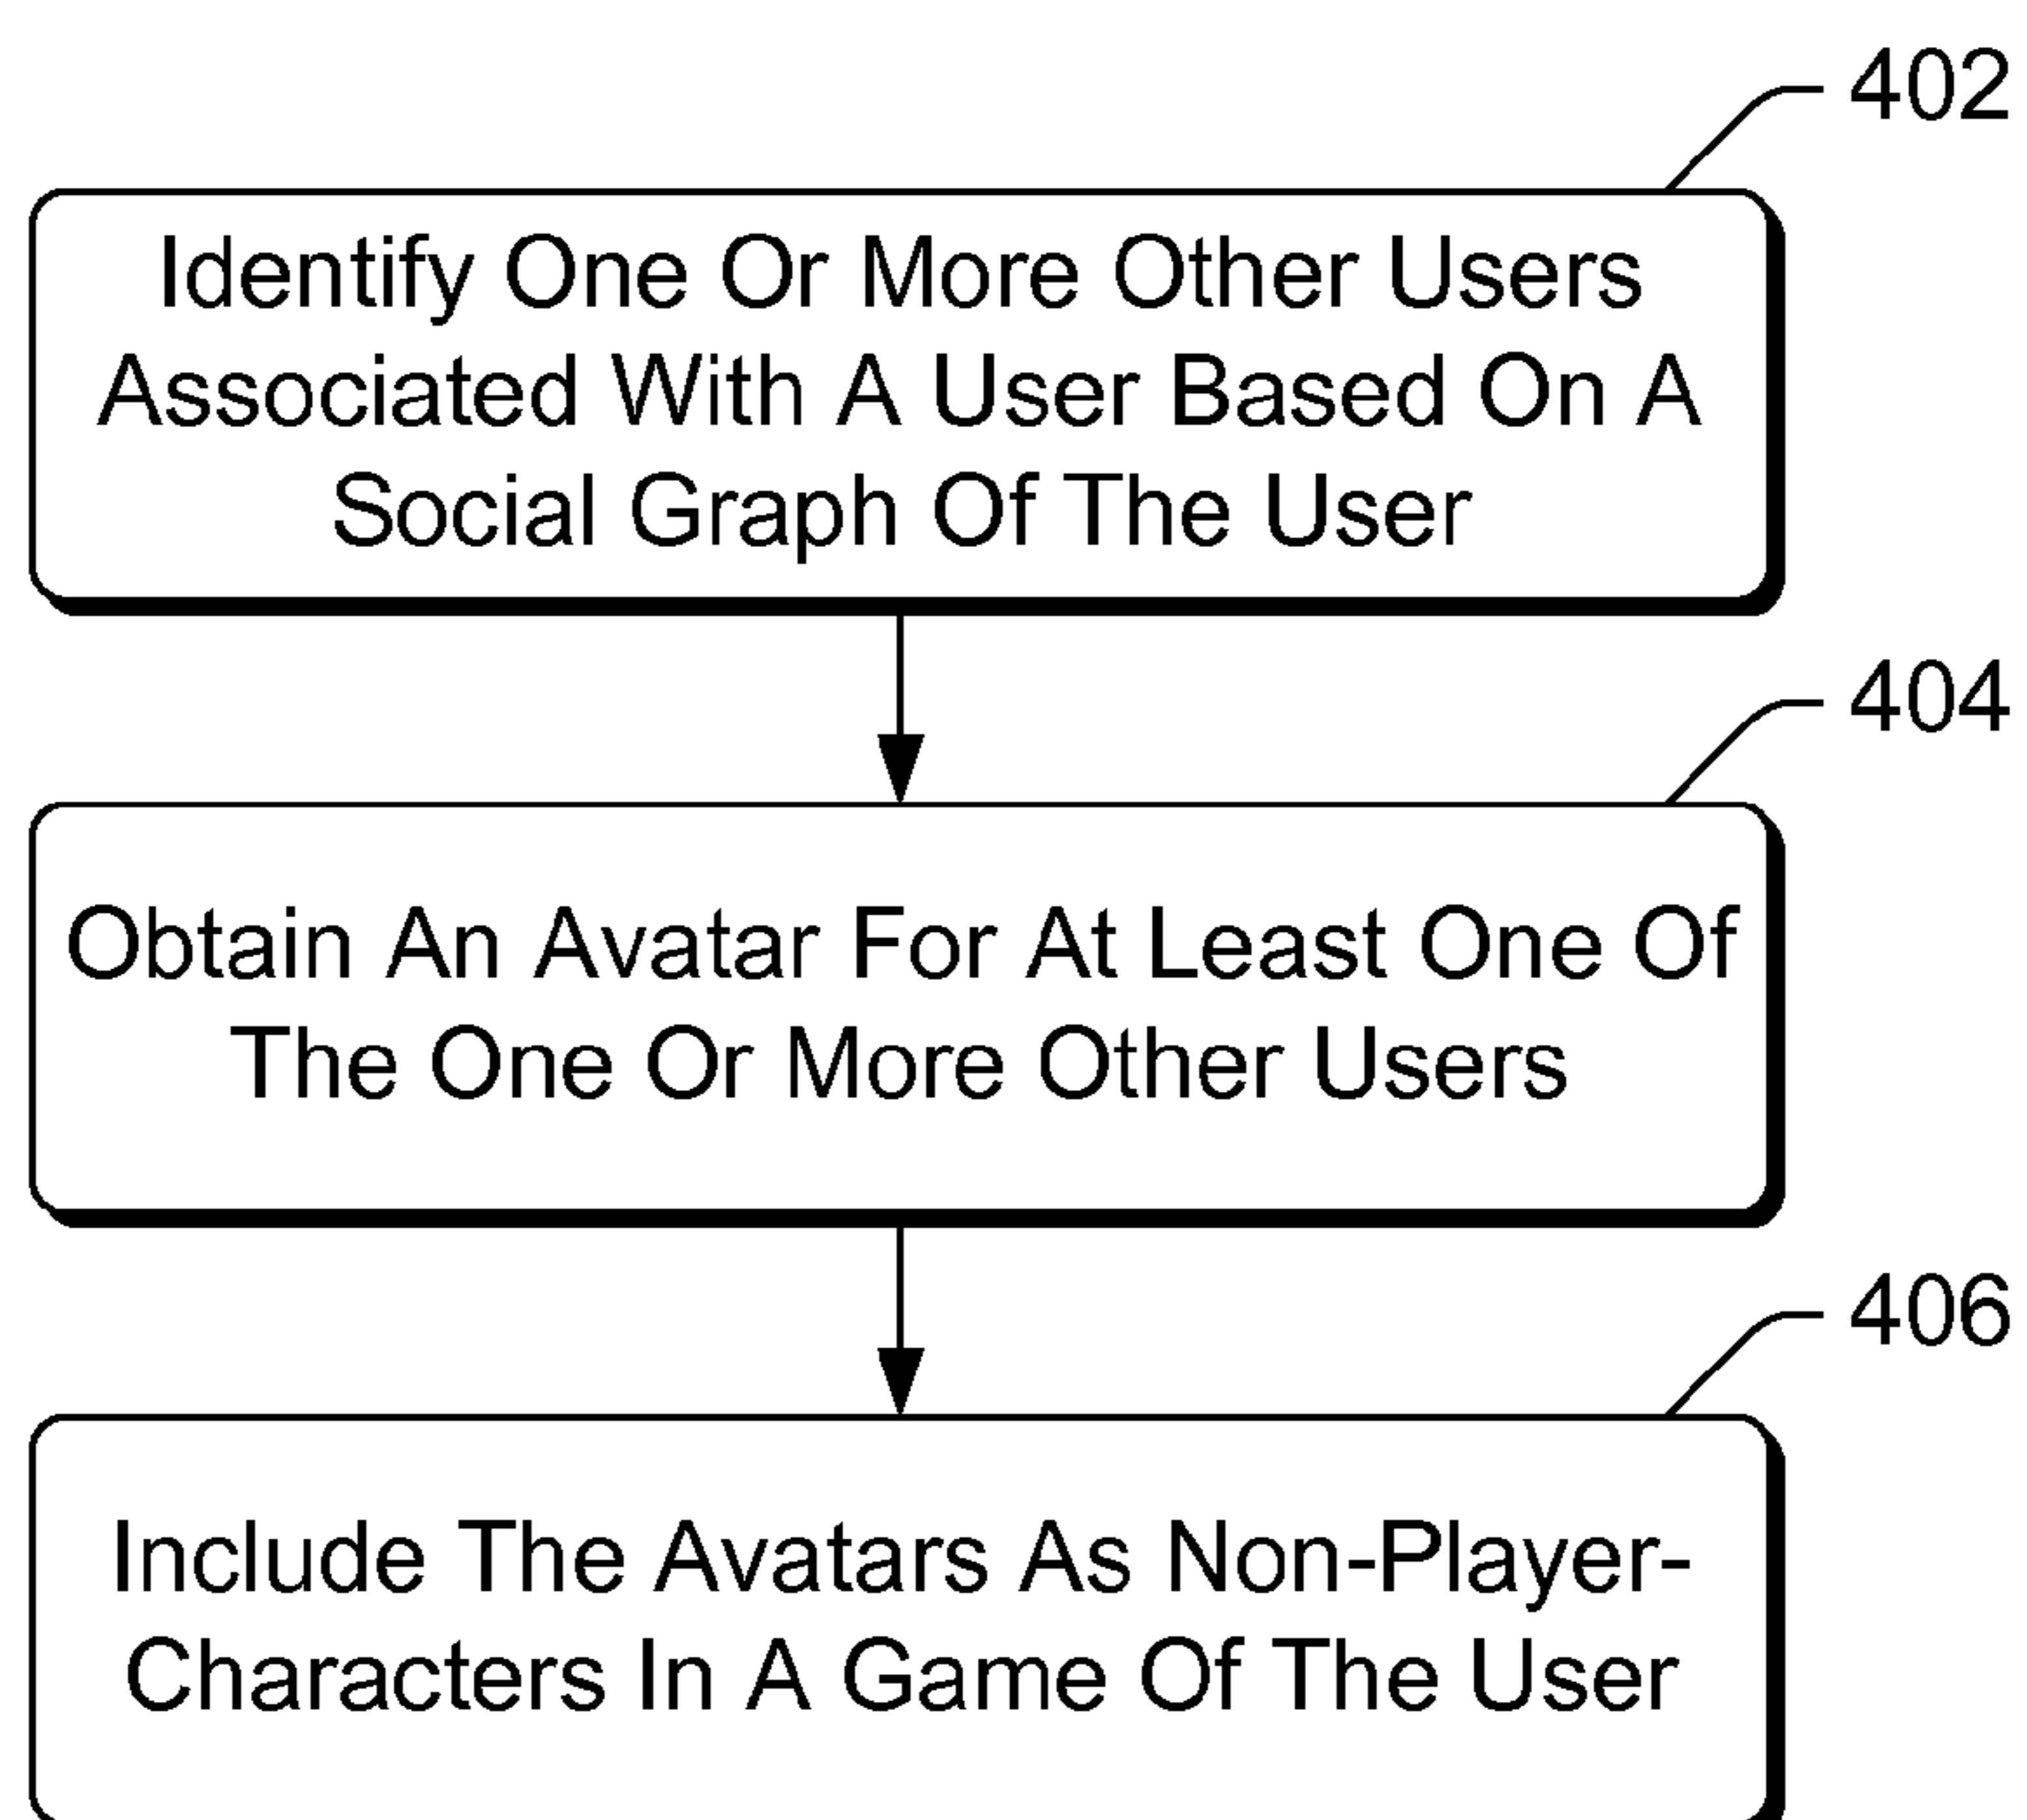 402
Identify One Or More Other Users
Associated With A User Based On A
Social Graph Of The User
404
Obtain An Avatar For At Least One Of
The One Or More Other Users
406
Include The Avatars As Non-Player-
Characters In A Game Of The User